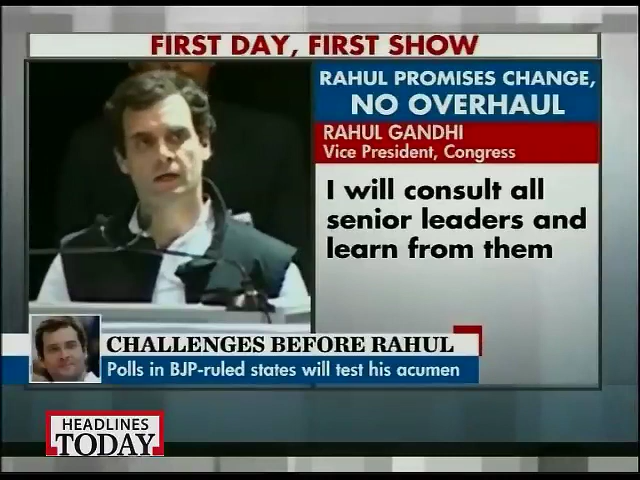 FIRST DAY, FIRST SHOW
RAHUL PROMISES CHANGE,
NO OVERHAUL
RAHUL GANDHI
Vice President, Congress
I will consult all
senior leaders and
learn from them
CHALLENGES BEFORE RAHUL
Polls in BJP-ruled states will test his acumen
HEADLINES
TODAY